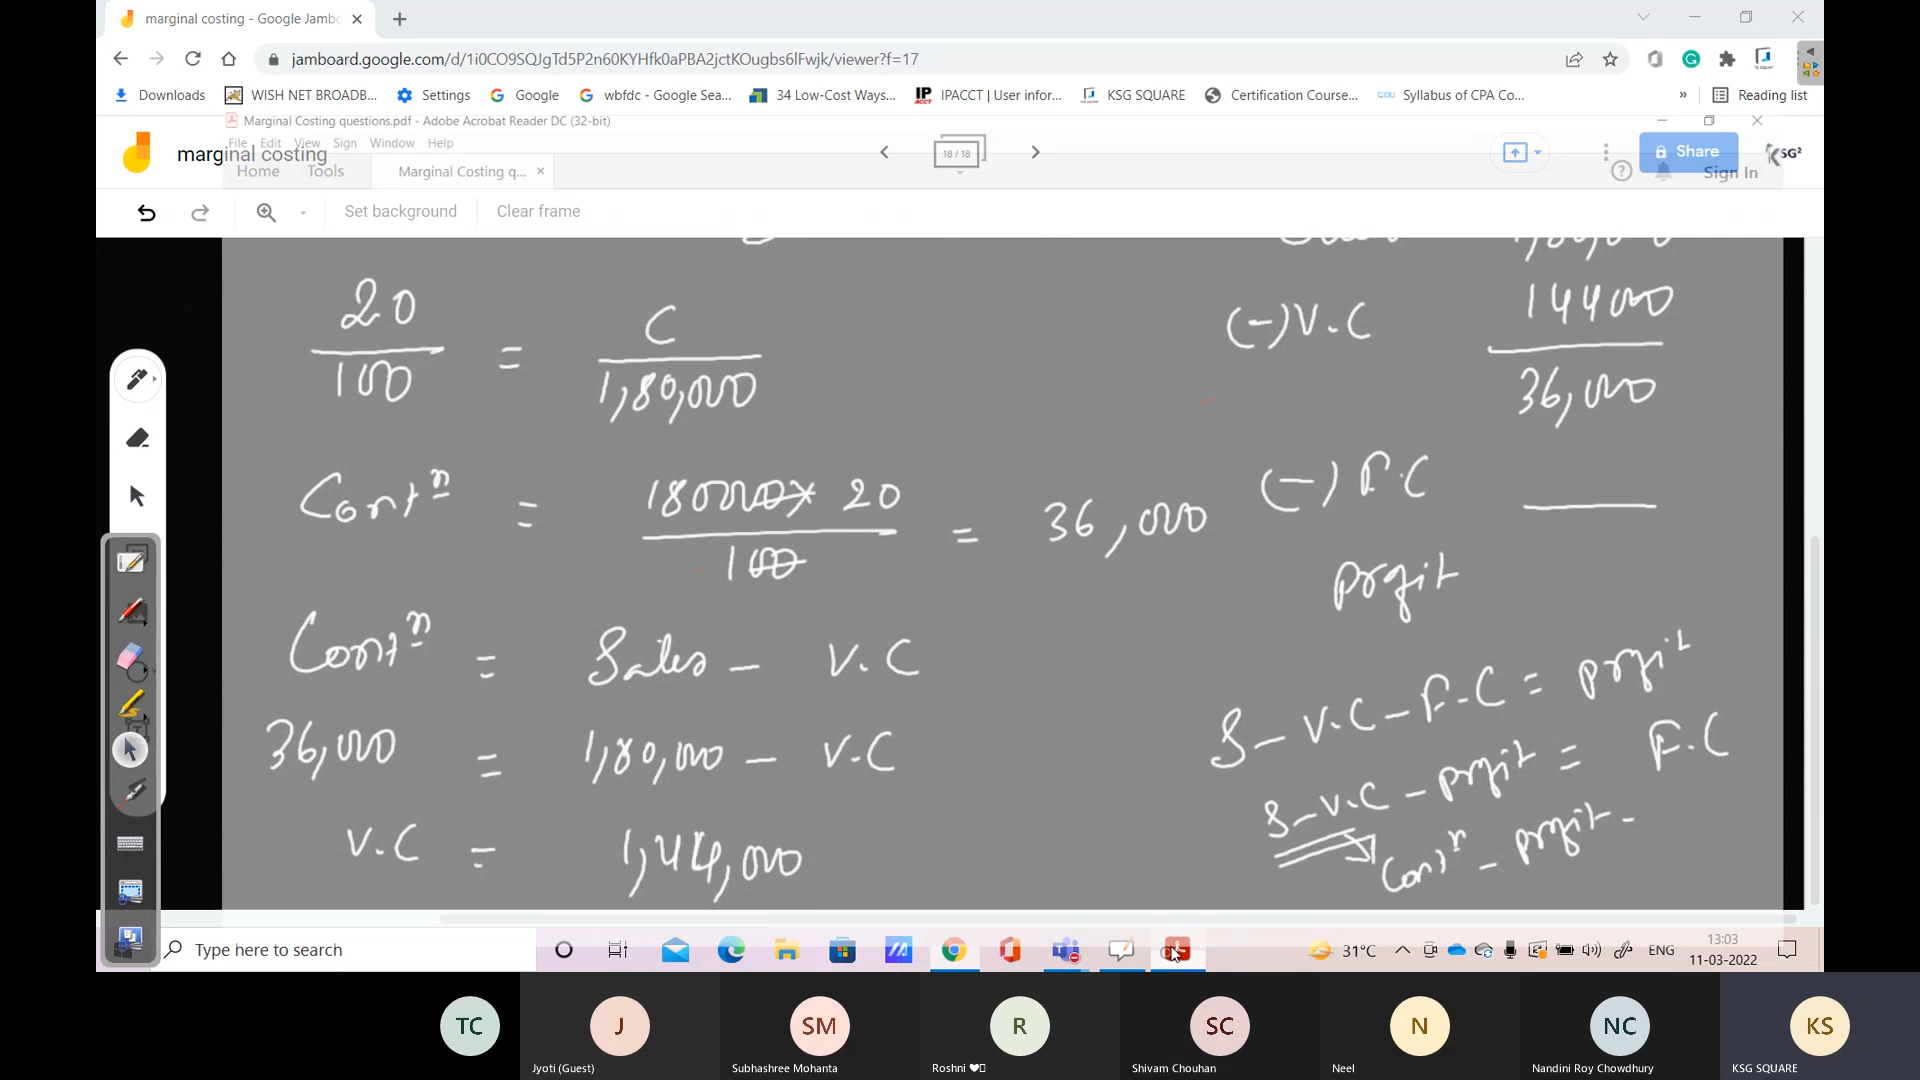 marginal costing - Google Jambo
jamboard.google.com/d/1i0CO9SQJgTd5P2n60KYHfk0aPBA2jctKOugbs6lFwjk/viewer?f=17
Downloads WISH NET BROADB... Settings Google wbfdc - Google Sea... 34 Low-Cost Ways... IPACCT | User infor... KSG SQUARE Certification Course... Syllabus of CPA Co... » Reading list
Marginal Costing questions.pdf - Adobe Acrobat Reader DC (32-bit)
File Edit View Sign Window Help
marginal costing
18 / 18
Share
KSG²
Home Tools Marginal Costing q... Sign In
Set background Clear frame
20
100
=
C
1,80,000
(-) V.C 144000
36,000
Contⁿ = 180000 x 20
100
= 36,000
(-) F.C
profit
Contⁿ = Sales - V.C
36,000 = 1,80,000 - V.C
V.C = 1,44,000
S - V.C - F.C = profit
S - V.C - profit = F.C
Contⁿ - profit -
Type here to search
31°C
ENG
13:03
11-03-2022
TC J SM R SC N NC KS
Jyoti (Guest) Subhashree Mohanta Roshni ❤ Shivam Chouhan Neel Nandini Roy Chowdhury KSG SQUARE